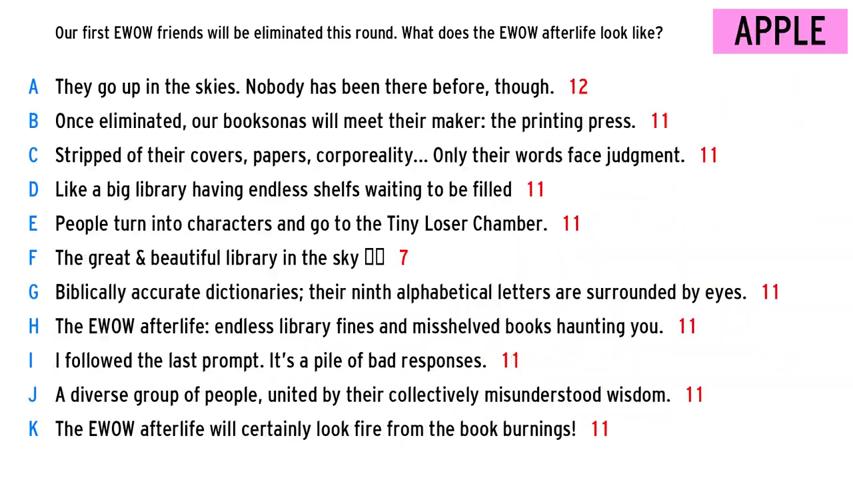 Our first EWOW friends will be eliminated this round. What does the EWOW afterlife look like?
APPLE
A They go up in the skies. Nobody has been there before, though. 12
B Once eliminated, our booksonas will meet their maker: the printing press. 11
C Stripped of their covers, papers, corporeality... Only their words face judgment. 11
D Like a big library having endless shelfs waiting to be filled 11
E People turn into characters and go to the Tiny Loser Chamber. 11
F The great & beautiful library in the sky ▯▯ 7
G Biblically accurate dictionaries; their ninth alphabetical letters are surrounded by eyes. 11
H The EWOW afterlife: endless library fines and misshelved books haunting you. 11
I I followed the last prompt. It's a pile of bad responses. 11
J A diverse group of people, united by their collectively misunderstood wisdom. 11
K The EWOW afterlife will certainly look fire from the book burnings! 11